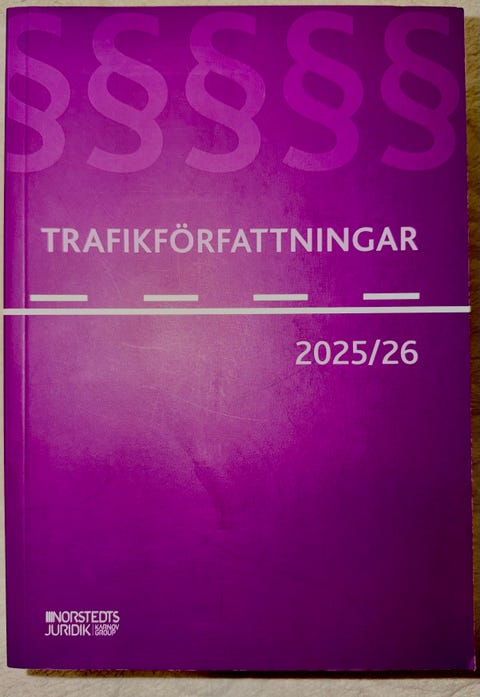 §§§§§
TRAFIKFÖRFATTNINGAR
2025/26
NORSTEDTS
JURIDIK | KARNOV
GROUP